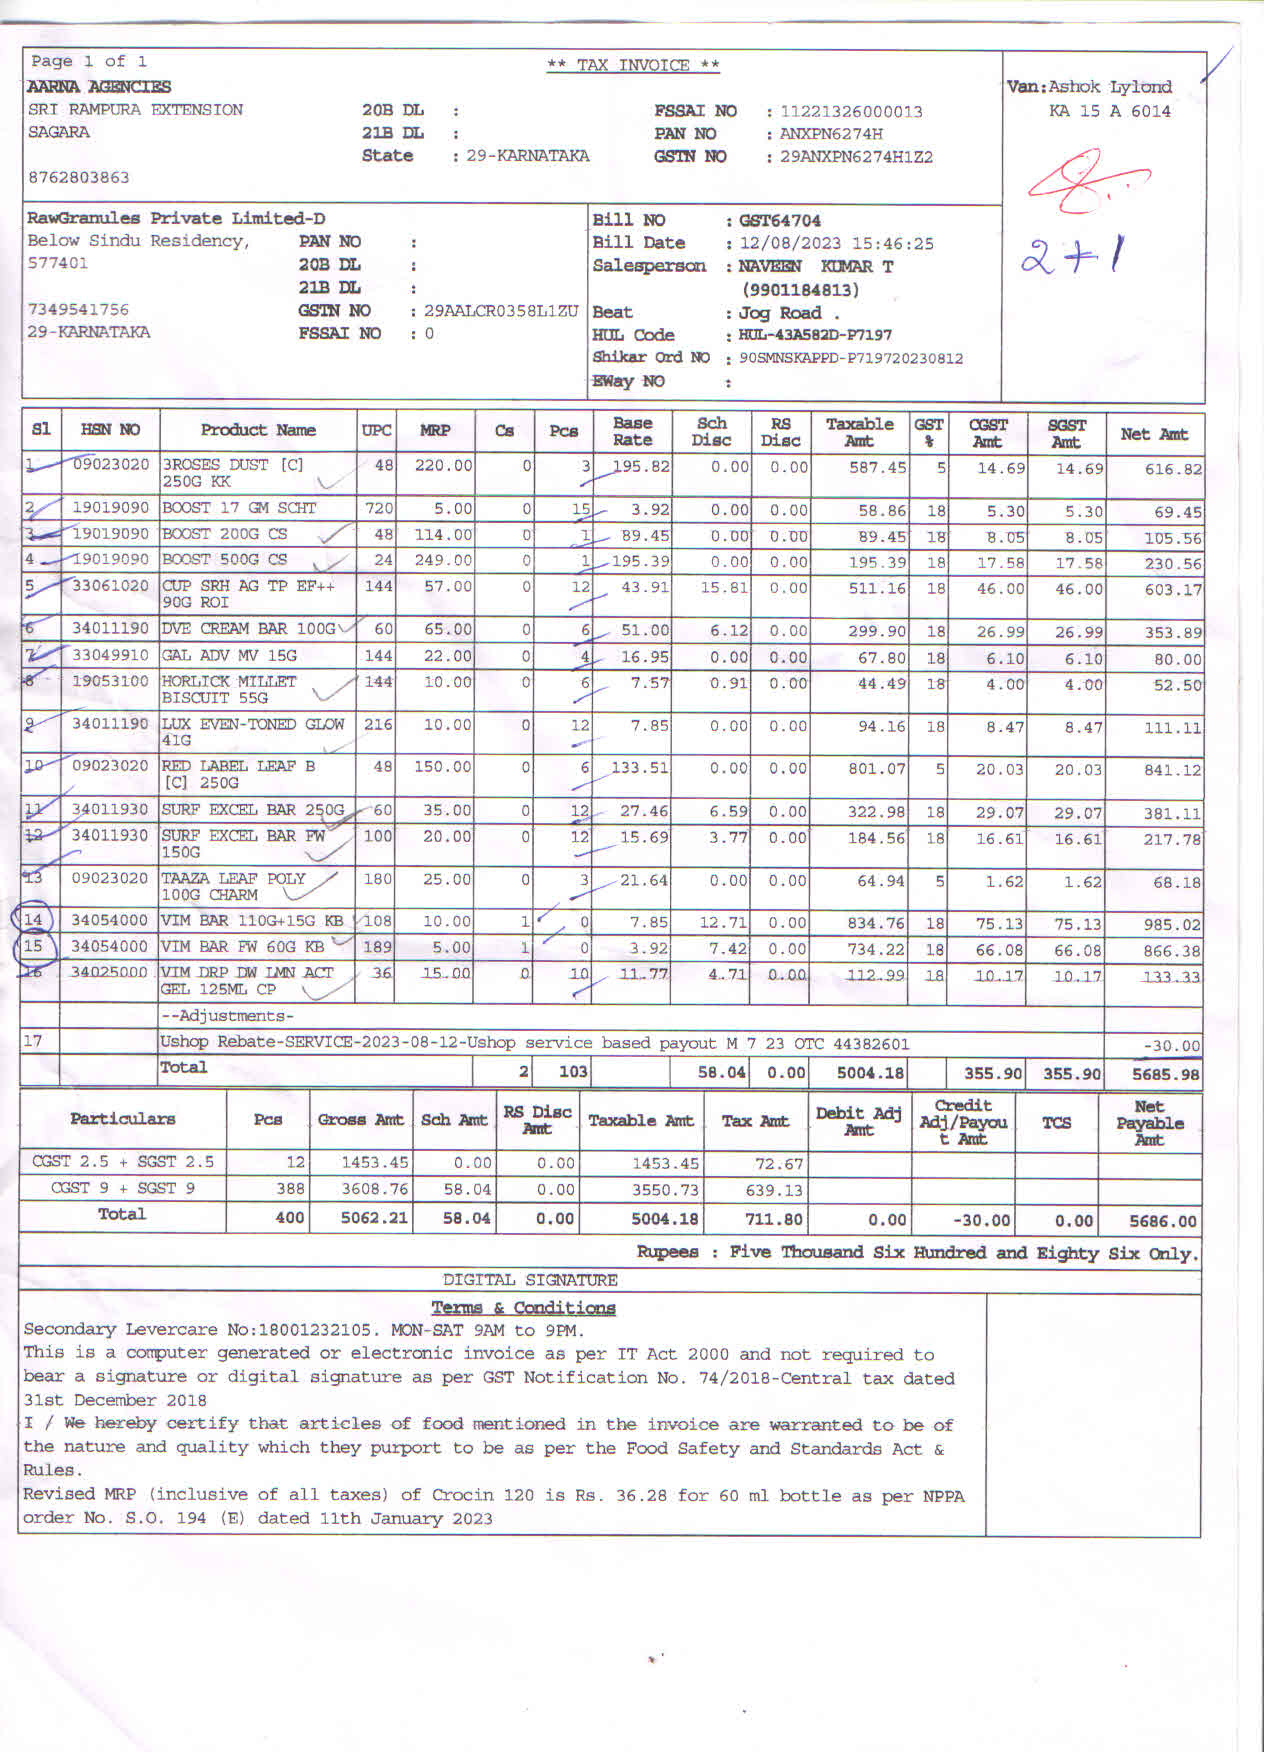 Page 1 of 1
** TAX INVOICE **
AARNA AGENCIES
Van:Ashok Lylond
SRI RAMPURA EXTENSION 20B DL : FSSAI NO : 11221326000013 KA 15 A 6014
SAGARA 21B DL : PAN NO : ANXPN6274H
State : 29-KARNATAKA GSTN NO : 29ANXPN6274H1Z2
8762803863
2+1
RawGranules Private Limited-D Bill NO : GST64704
Below Sindu Residency, PAN NO : Bill Date : 12/08/2023 15:46:25
577401 20B DL : Salesperson : NAVEEN KUMAR T
21B DL : (9901184813)
7349541756 GSTN NO : 29AALCR0358L1ZU Beat : Jog Road .
29-KARNATAKA FSSAI NO : 0 HUL Code : HUL-43A582D-P7197
Shikar Ord NO : 90SMNSKAPPD-P719720230812
EWay NO :
Sl HSN NO Product Name UPC MRP Cs Pcs Base Rate Sch Disc RS Disc Taxable Amt GST % CGST Amt SGST Amt Net Amt
1 09023020 3ROSES DUST [C] 250G KK 48 220.00 0 3 195.82 0.00 0.00 587.45 5 14.69 14.69 616.82
2 19019090 BOOST 17 GM SCHT 720 5.00 0 15 3.92 0.00 0.00 58.86 18 5.30 5.30 69.45
3 19019090 BOOST 200G CS 48 114.00 0 1 89.45 0.00 0.00 89.45 18 8.05 8.05 105.56
4 19019090 BOOST 500G CS 24 249.00 0 1 195.39 0.00 0.00 195.39 18 17.58 17.58 230.56
5 33061020 CUP SRH AG TP EF++ 90G ROI 144 57.00 0 12 43.91 15.81 0.00 511.16 18 46.00 46.00 603.17
6 34011190 DVE CREAM BAR 100G 60 65.00 0 6 51.00 6.12 0.00 299.90 18 26.99 26.99 353.89
7 33049910 GAL ADV MV 15G 144 22.00 0 4 16.95 0.00 0.00 67.80 18 6.10 6.10 80.00
8 19053100 HORLICK MILLET BISCUIT 55G 144 10.00 0 6 7.57 0.91 0.00 44.49 18 4.00 4.00 52.50
9 34011190 LUX EVEN-TONED GLOW 41G 216 10.00 0 12 7.85 0.00 0.00 94.16 18 8.47 8.47 111.11
10 09023020 RED LABEL LEAF B [C] 250G 48 150.00 0 6 133.51 0.00 0.00 801.07 5 20.03 20.03 841.12
11 34011930 SURF EXCEL BAR 250G 60 35.00 0 12 27.46 6.59 0.00 322.98 18 29.07 29.07 381.11
12 34011930 SURF EXCEL BAR FW 150G 100 20.00 0 12 15.69 3.77 0.00 184.56 18 16.61 16.61 217.78
13 09023020 TAAZA LEAF POLY 100G CHARM 180 25.00 0 3 21.64 0.00 0.00 64.94 5 1.62 1.62 68.18
14 34054000 VIM BAR 110G+15G KB 108 10.00 1 0 7.85 12.71 0.00 834.76 18 75.13 75.13 985.02
15 34054000 VIM BAR FW 60G KB 189 5.00 1 0 3.92 7.42 0.00 734.22 18 66.08 66.08 866.38
16 34025000 VIM DRP DW LMN ACT GEL 125ML CP 36 15.00 0 10 11.77 4.71 0.00 112.99 18 10.17 10.17 133.33
--Adjustments-
17 Ushop Rebate-SERVICE-2023-08-12-Ushop service based payout M 7 23 OTC 44382601 -30.00
Total 2 103 58.04 0.00 5004.18 355.90 355.90 5685.98
Particulars Pcs Gross Amt Sch Amt RS Disc Amt Taxable Amt Tax Amt Debit Adj Amt Credit Adj/Payou t Amt TCS Net Payable Amt
CGST 2.5 + SGST 2.5 12 1453.45 0.00 0.00 1453.45 72.67
CGST 9 + SGST 9 388 3608.76 58.04 0.00 3550.73 639.13
Total 400 5062.21 58.04 0.00 5004.18 711.80 0.00 -30.00 0.00 5686.00
Rupees : Five Thousand Six Hundred and Eighty Six Only.
DIGITAL SIGNATURE
Terms & Conditions
Secondary Levercare No:18001232105. MON-SAT 9AM to 9PM.
This is a computer generated or electronic invoice as per IT Act 2000 and not required to
bear a signature or digital signature as per GST Notification No. 74/2018-Central tax dated
31st December 2018
I / We hereby certify that articles of food mentioned in the invoice are warranted to be of
the nature and quality which they purport to be as per the Food Safety and Standards Act &
Rules.
Revised MRP (inclusive of all taxes) of Crocin 120 is Rs. 36.28 for 60 ml bottle as per NPPA
order No. S.O. 194 (E) dated 11th January 2023